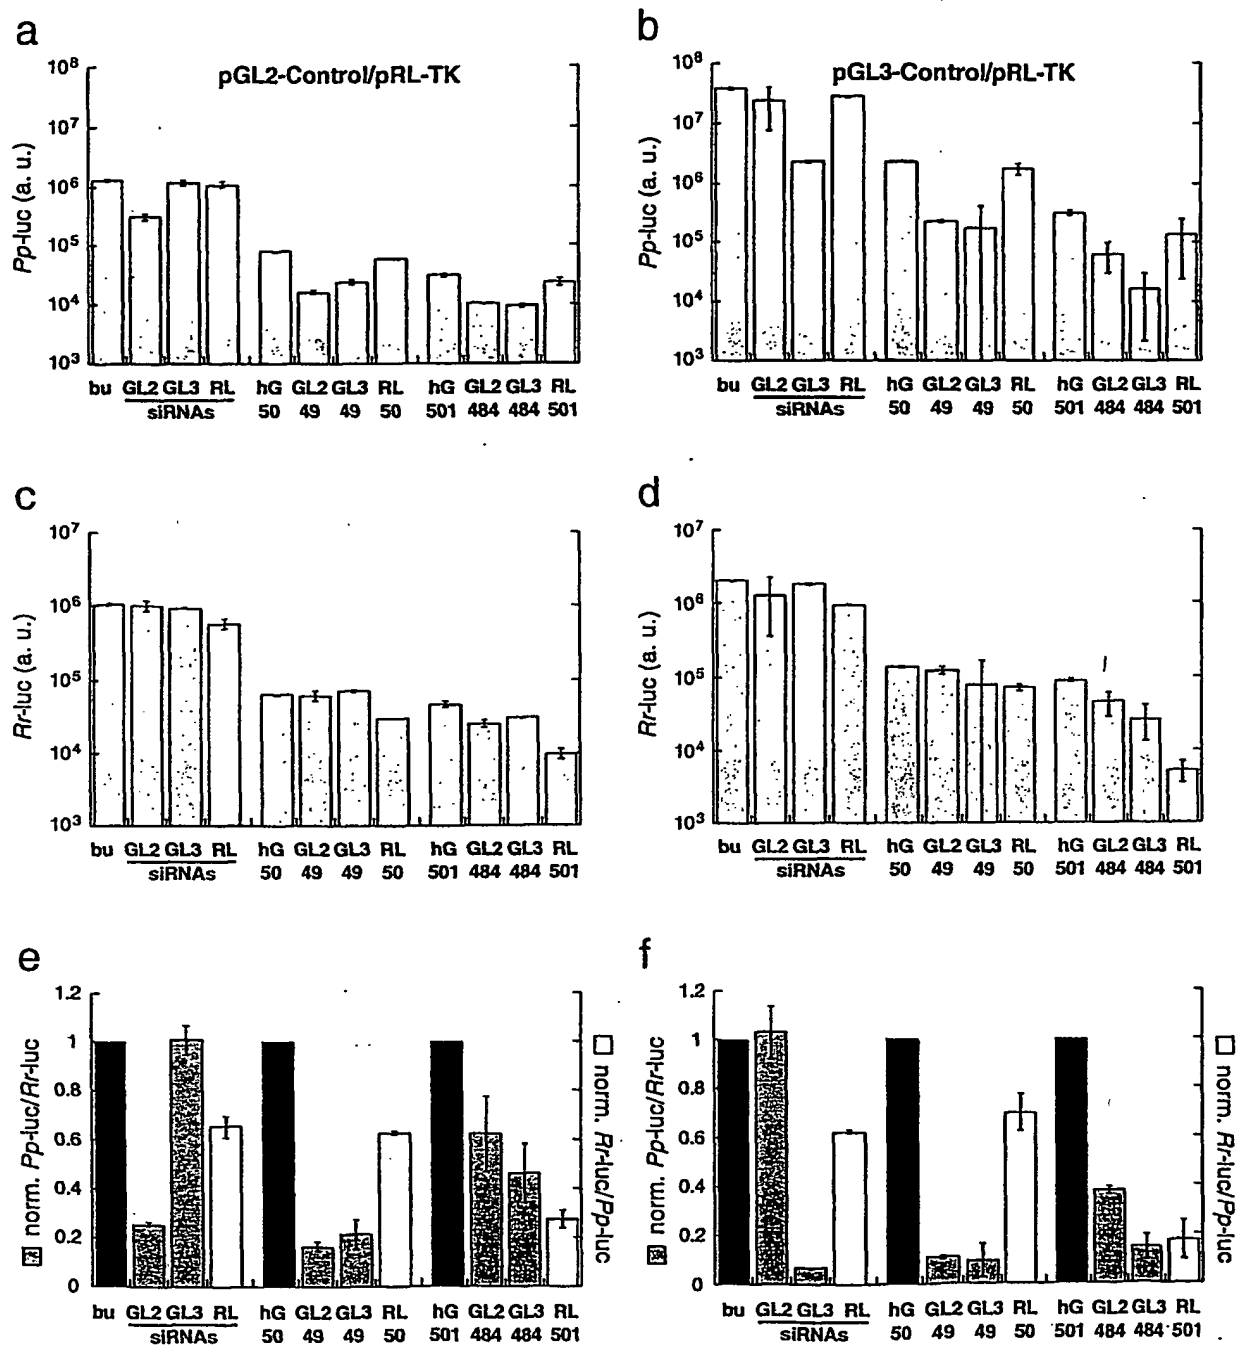 a
b
pGL2-Control/pRL-TK
pGL3-Control/pRL-TK
10⁸
10⁷
10⁶
10⁵
10⁴
10³
Pp-luc (a. u.)
bu GL2 GL3 RL hG GL2 GL3 RL hG GL2 GL3 RL
siRNAs 50 49 49 50 501 484 484 501
10⁸
10⁷
10⁶
10⁵
10⁴
10³
Pp-luc (a. u.)
bu GL2 GL3 RL hG GL2 GL3 RL hG GL2 GL3 RL
siRNAs 50 49 49 50 501 484 484 501
c
d
10⁷
10⁶
10⁵
10⁴
10³
Rr-luc (a. u.)
bu GL2 GL3 RL hG GL2 GL3 RL hG GL2 GL3 RL
siRNAs 50 49 49 50 501 484 484 501
10⁷
10⁶
10⁵
10⁴
10³
Rr-luc (a. u.)
bu GL2 GL3 RL hG GL2 GL3 RL hG GL2 GL3 RL
siRNAs 50 49 49 50 501 484 484 501
e
f
1.2
1
0.8
0.6
0.4
0.2
0
norm. Pp-luc/Rr-luc
norm. Rr-luc/Pp-luc
bu GL2 GL3 RL hG GL2 GL3 RL hG GL2 GL3 RL
siRNAs 50 49 49 50 501 484 484 501
1.2
1
0.8
0.6
0.4
0.2
0
norm. Pp-luc/Rr-luc
norm. Rr-luc/Pp-luc
bu GL2 GL3 RL hG GL2 GL3 RL hG GL2 GL3 RL
siRNAs 50 49 49 50 501 484 484 501